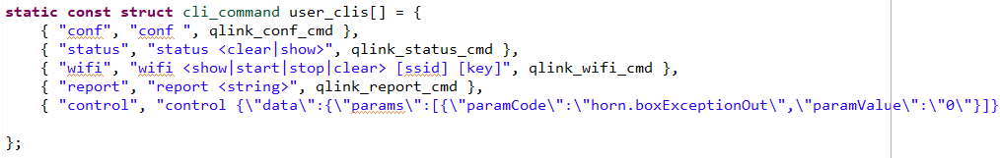 static const struct cli_command user_clis[] = {
{ "conf", "conf ", qlink_conf_cmd },
{ "status", "status <clear|show>", qlink_status_cmd },
{ "wifi", "wifi <show|start|stop|clear> [ssid] [key]", qlink_wifi_cmd },
{ "report", "report <string>", qlink_report_cmd },
{ "control", "control {\"data\":{\"params\":[{\"paramCode\":\"horn.boxExceptionOut\",\"paramValue\":\"0\"}]}
};